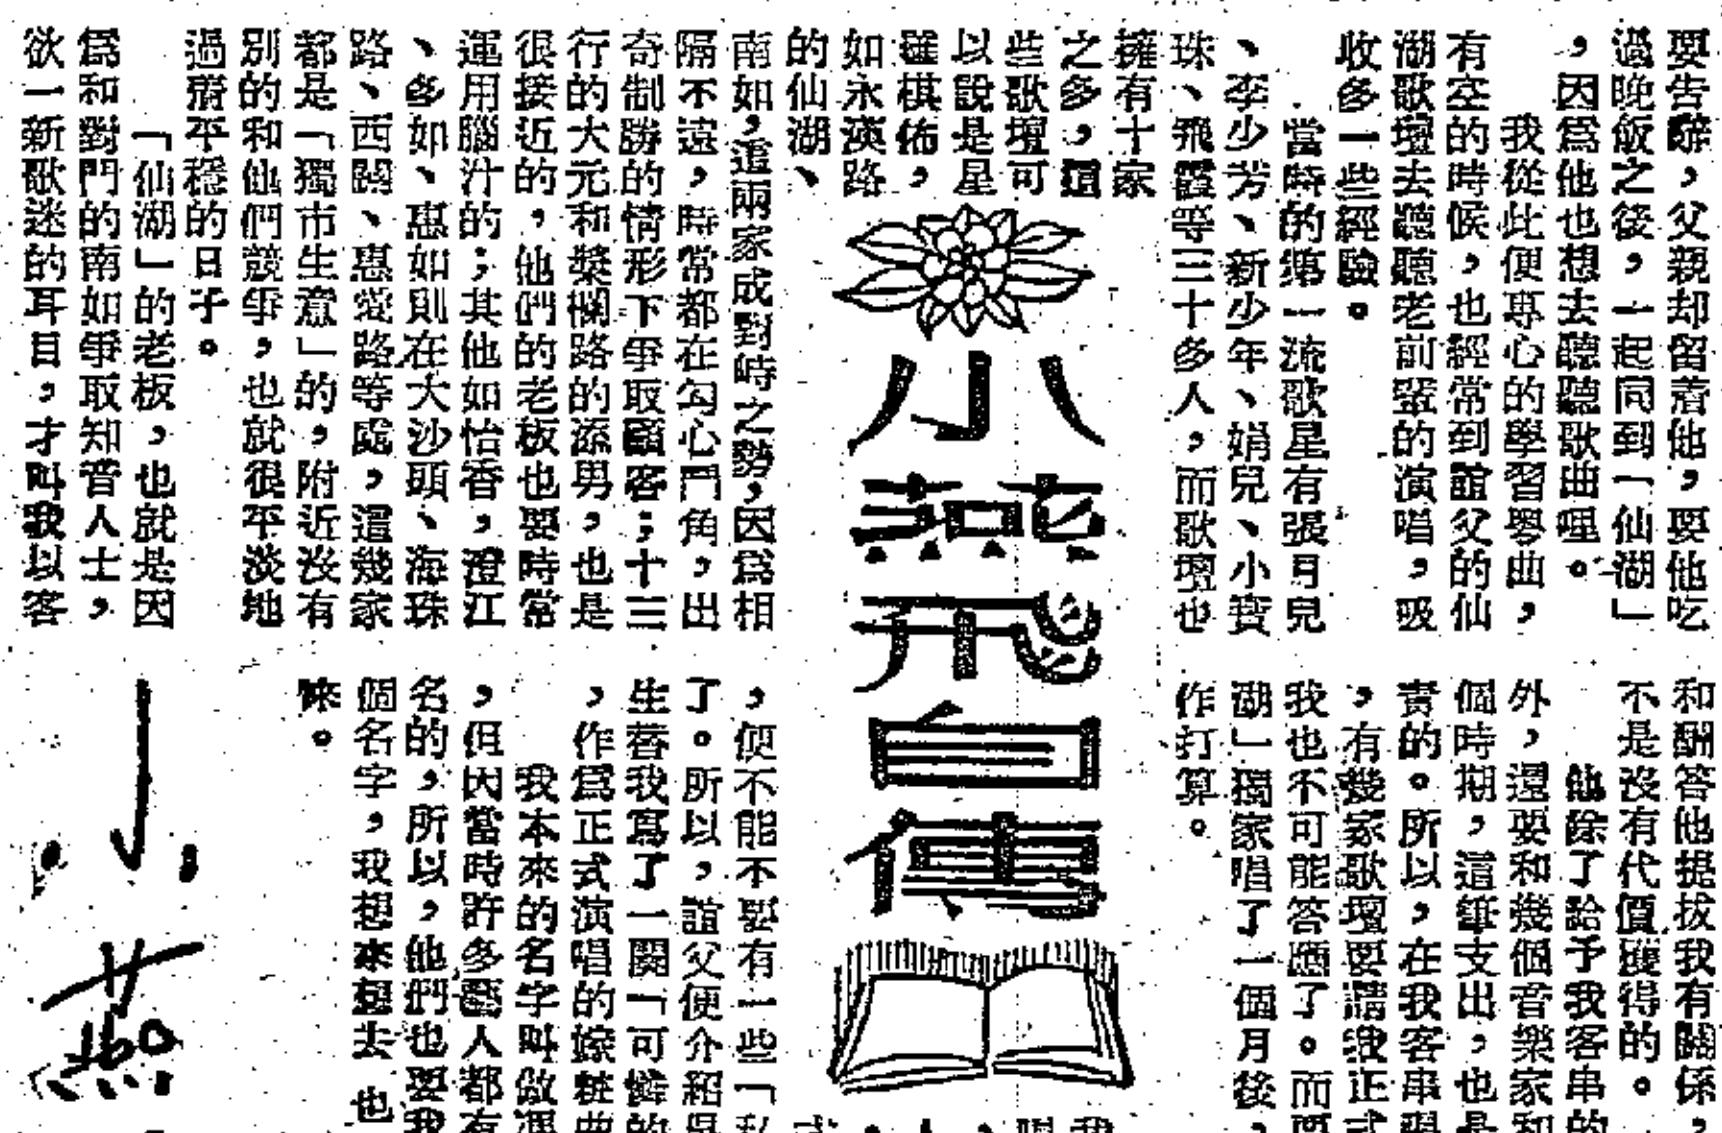 要告辭，父親却留着他，要他吃
過晚飯之後，一起同到「仙湖」
，因爲他也想去聽聽歌曲哩。
我從此便專心的學習粵曲，
有空的時候，也經常到誼父的仙
湖歌壇去聽聽老前輩的演唱，吸
收多一些經驗。
當時的第一流歌星有張月兒
、李少芳、新少年、娟兒、小寶
珠、飛霞等三十多人，而歌壇也
擁有十家
之多，這
些歌壇可
以說是星
羅棋佈，
如永漢路
的仙湖、
南如，這兩家成對峙之勢，因爲相
隔不遠，時常都在勾心鬥角，出
奇制勝的情形下爭取顧客；十三
行的大元和槳欄路的添男，也是
很接近的，他們的老板也要時常
運用腦汁的；其他如怡香，澄江
、多如、惠如則在大沙頭、海珠
路、西關、惠愛路等處，這幾家
都是「獨市生意」的，附近沒有
別的和他們競爭，也就很平淡地
過着平穩的日子。
「仙湖」的老板，也就是因
爲和對門的南如爭取知音人士，
欲一新歌迷的耳目，才叫我以客
小燕飛自傳
和酬答他提拔我有關係，
不是沒有代價獲得的。
他除了給予我客串的
外，還要和幾個音樂家和
個時期，這筆支出，也是
責的。所以，在我客串
，有幾家歌壇要請我正式
我也不可能答應了。而
湖」獨家唱了一個月後，
作打算。
，便不能不要有一些「私
了。所以，誼父便介紹吳
生替我寫了一闋「可憐的
，作爲正式演唱的
我本來的名字叫做馮
，但因當時許多藝人都有
名的，所以，他們也要我
個名字，我想來想去 也
咪。
小燕